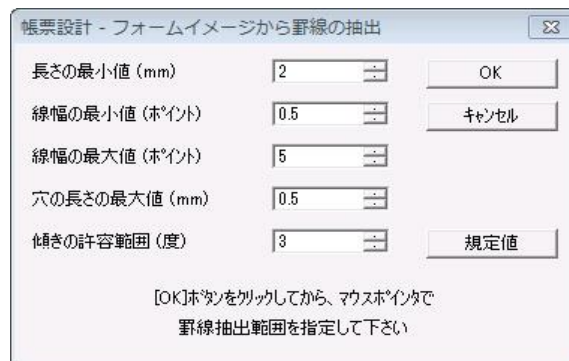 帳票設計 - フォームイメージから罫線の抽出
長さの最小値 (mm) 2 OK
線幅の最小値 (ﾎﾟｲﾝﾄ) 0.5 ｷｬﾝｾﾙ
線幅の最大値 (ﾎﾟｲﾝﾄ) 5
穴の長さの最大値 (mm) 0.5
傾きの許容範囲 (度) 3 規定値
[OK]ﾎﾞﾀﾝをｸﾘｯｸしてから、ﾏｳｽﾎﾟｲﾝﾀで
罫線抽出範囲を指定して下さい